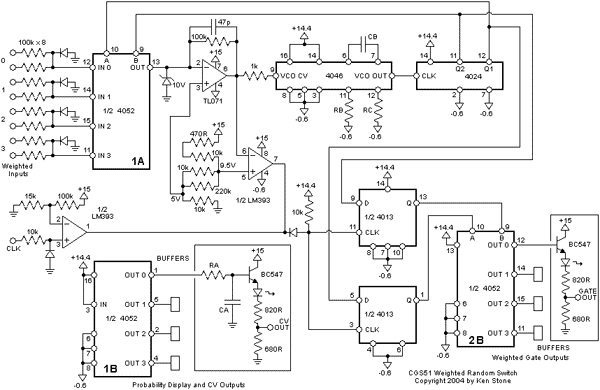 47p
100k
+14.4
+14.4
CB
100k x 8
10 9
A B
+15
0
12
IN 0
13
OUT
2
7
6
3
4
1k
16 14
6 7
9
VCO CV
4046
VCO OUT
4
14
11 12
1
CLK
Q2 Q1
4024
10V
TL071
-0.6
1
14
IN 1
1/2 4052
8 5 3
11 12
2 7
2
15
IN 2
470R
+15
RB
RC
-0.6
-0.6
3
11
IN 3
1A
10k
+15
8
-0.6
-0.6
Weighted Inputs
10k
9.5V
6
7
5
4
+14.4
5V
220k
-0.6
+14.4
14
15k
100k
+15
10k
1/2 LM393
10k
9
D
Q
13
1/2 4013
2
1/2 LM393
11
CLK
CLK
10k
3
1
7 8 10
+15
10 9
A B
BC547
+14.4
BUFFERS
+15
-0.6
+14.4
OUT 0
12
16
OUT 0
1
RA
BC547
13
IN
OUT 1
14
820R
3
IN
OUT 1
5
820R
5
D
Q
1
1/2 4052
GATE OUT
1/2 4052
CA
CV OUT
1/2 4013
6
OUT 2
15
680R
6
OUT 2
2
3
CLK
7
7
680R
8
2B
OUT 3
11
8
1B
OUT 3
4
4 6
BUFFERS
-0.6
-0.6
-0.6
-0.6
-0.6
Weighted Gate Outputs
Probability Display and CV Outputs
CGS51 Weighted Random Switch
Copyright 2004 by Ken Stone